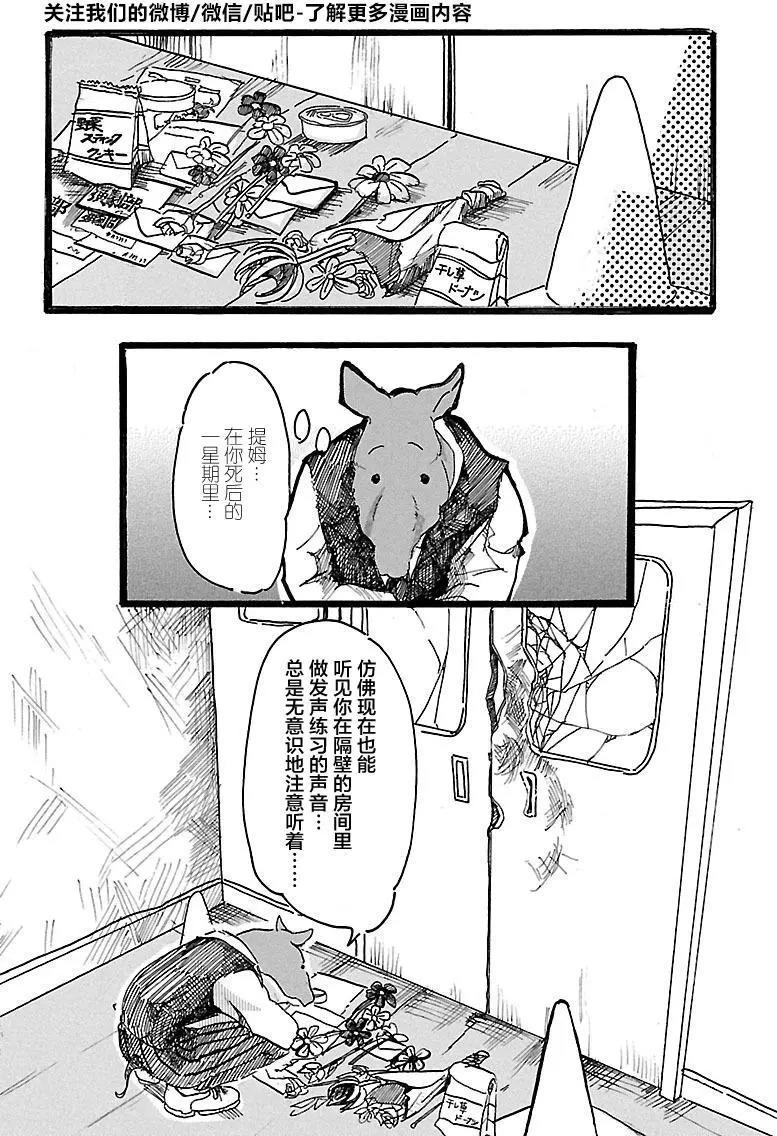 关注我们的微博/微信/贴吧-了解更多漫画内容
野菜
スティック
クッキー
干し草
ドーナツ
提姆…
在你死后的
一星期里…
仿佛现在也能
听见你在隔壁的房间里
做发声练习的声音…
总是无意识地注意听着……
干し草
ドーナツ